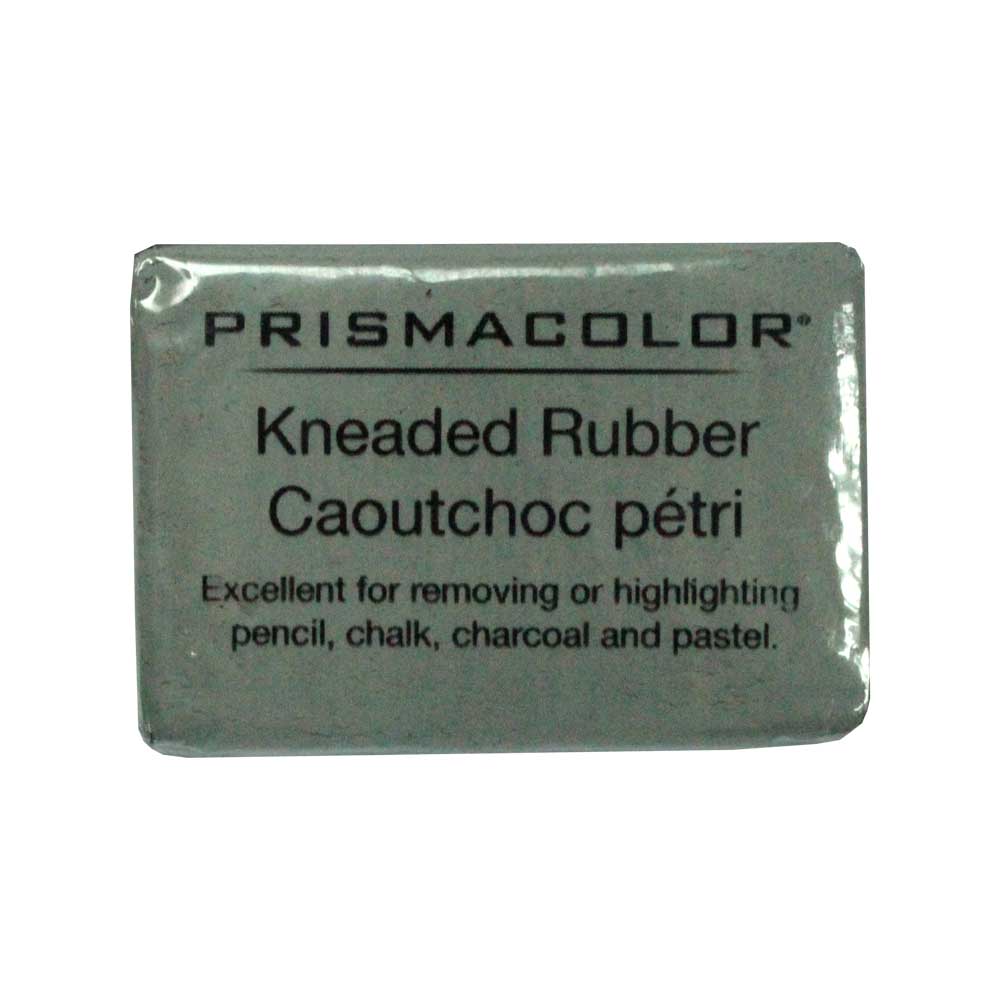 PRISMACOLOR®
Kneaded Rubber
Caoutchoc pétri
Excellent for removing or highlighting
pencil, chalk, charcoal and pastel.